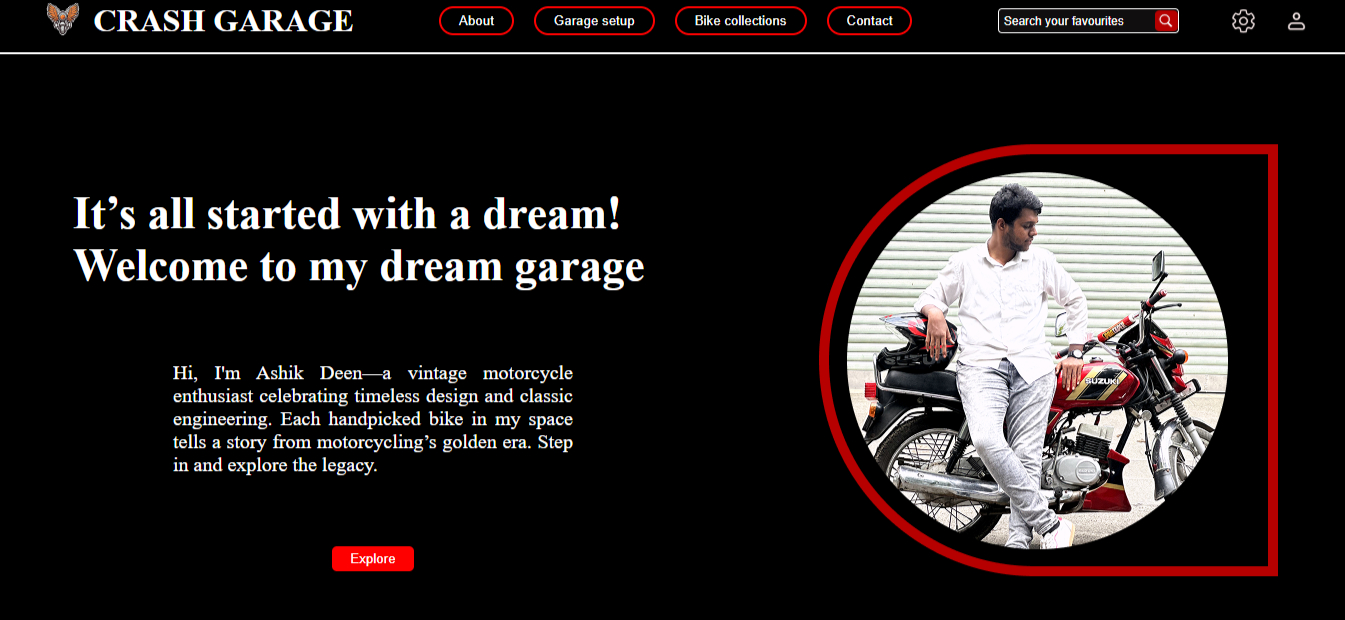 CRASH GARAGE
About
Garage setup
Bike collections
Contact
Search your favourites
It’s all started with a dream!
Welcome to my dream garage
Hi, I'm Ashik Deen—a vintage motorcycle
enthusiast celebrating timeless design and classic
engineering. Each handpicked bike in my space
tells a story from motorcycling’s golden era. Step
in and explore the legacy.
Explore
SUZUKI